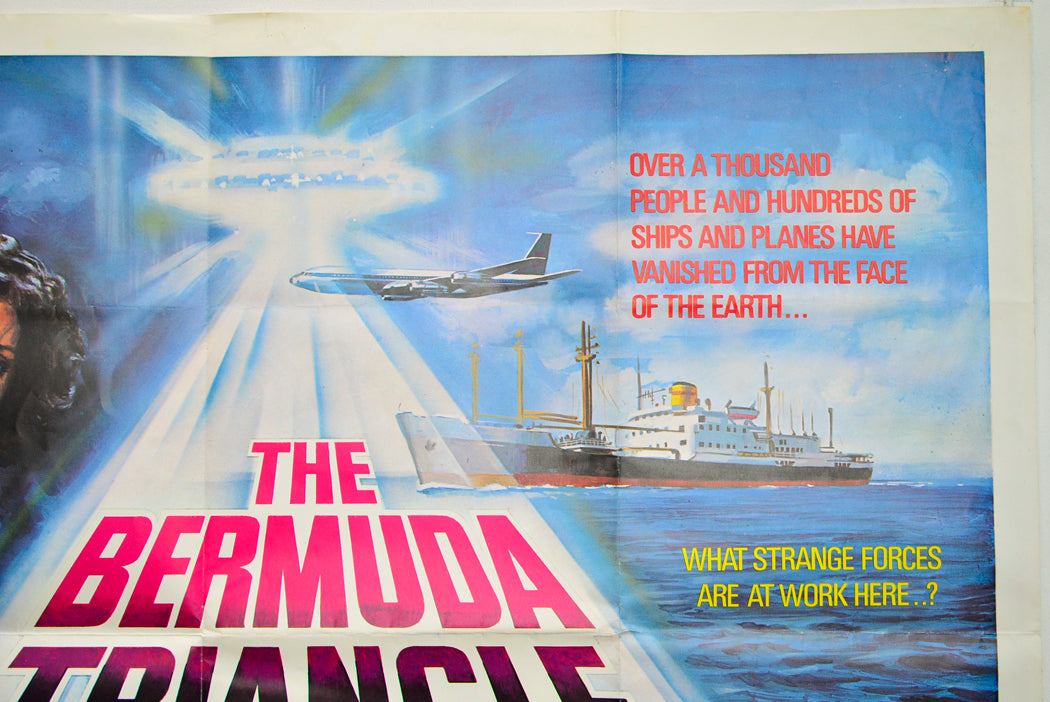 OVER A THOUSAND
PEOPLE AND HUNDREDS OF
SHIPS AND PLANES HAVE
VANISHED FROM THE FACE
OF THE EARTH...
THE
BERMUDA
TRIANGLE
WHAT STRANGE FORCES
ARE AT WORK HERE..?